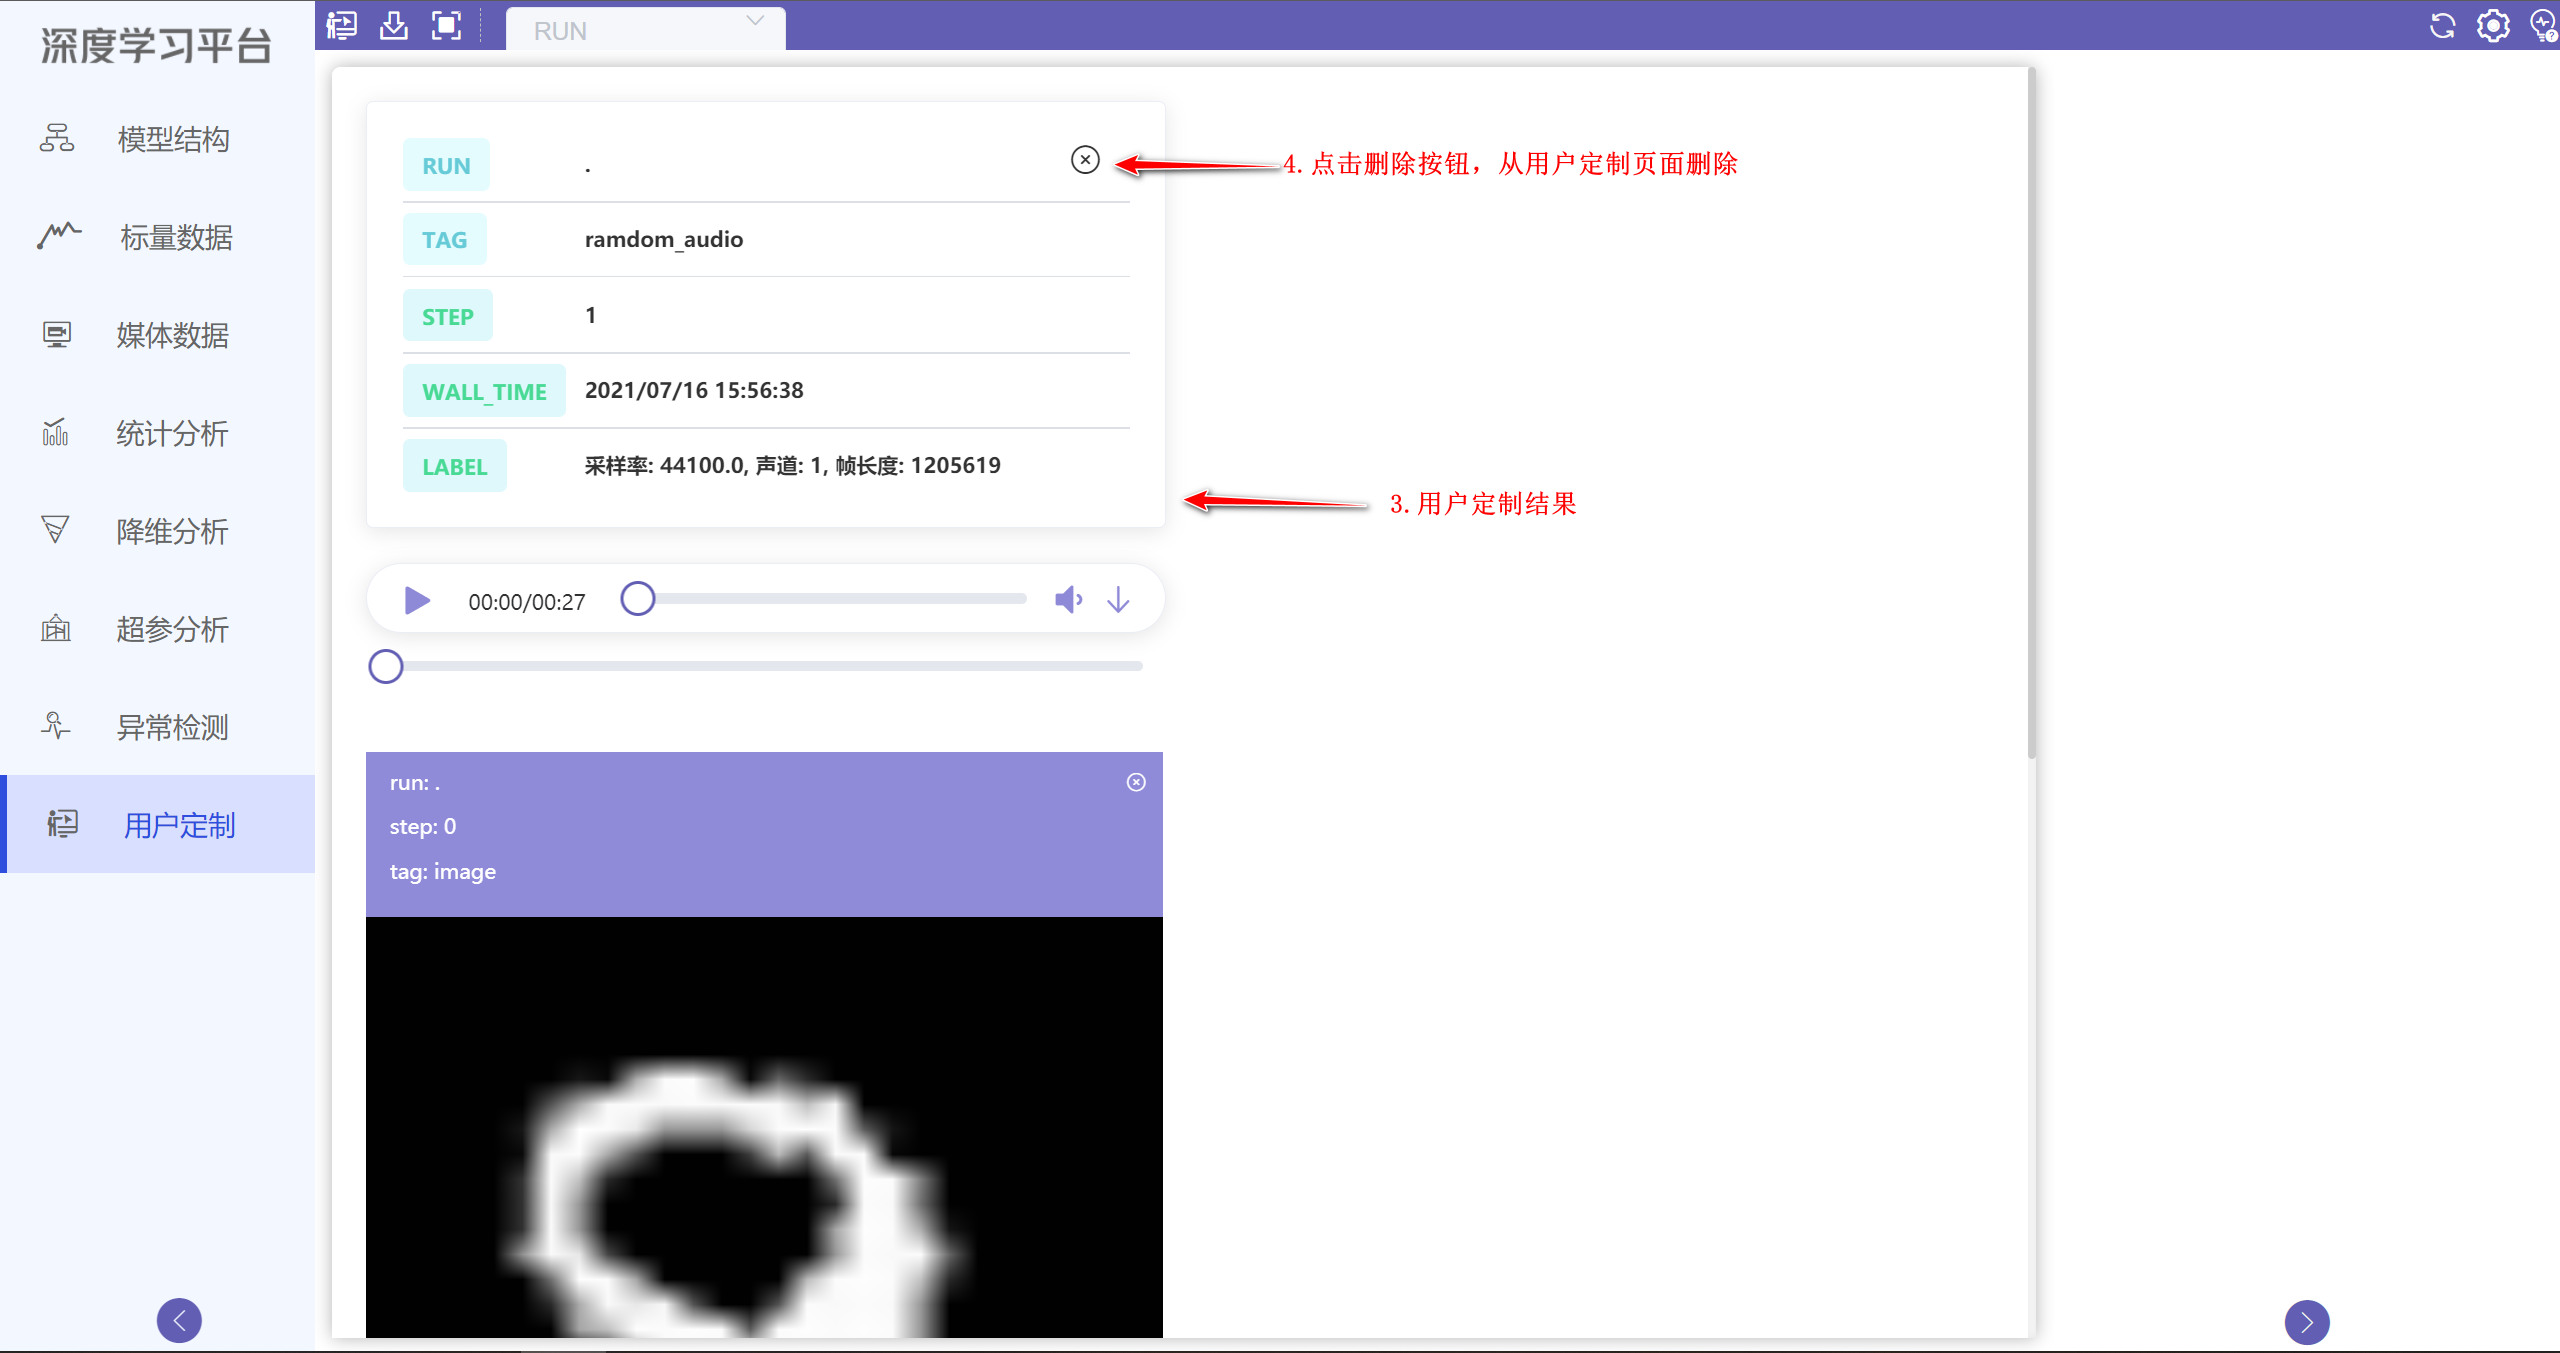 深度学习平台
RUN
模型结构
标量数据
媒体数据
统计分析
降维分析
超参分析
异常检测
用户定制
RUN .
4.点击删除按钮，从用户定制页面删除
TAG ramdom_audio
STEP 1
WALL_TIME 2021/07/16 15:56:38
LABEL 采样率: 44100.0, 声道: 1, 帧长度: 1205619
3.用户定制结果
00:00/00:27
run: .
step: 0
tag: image